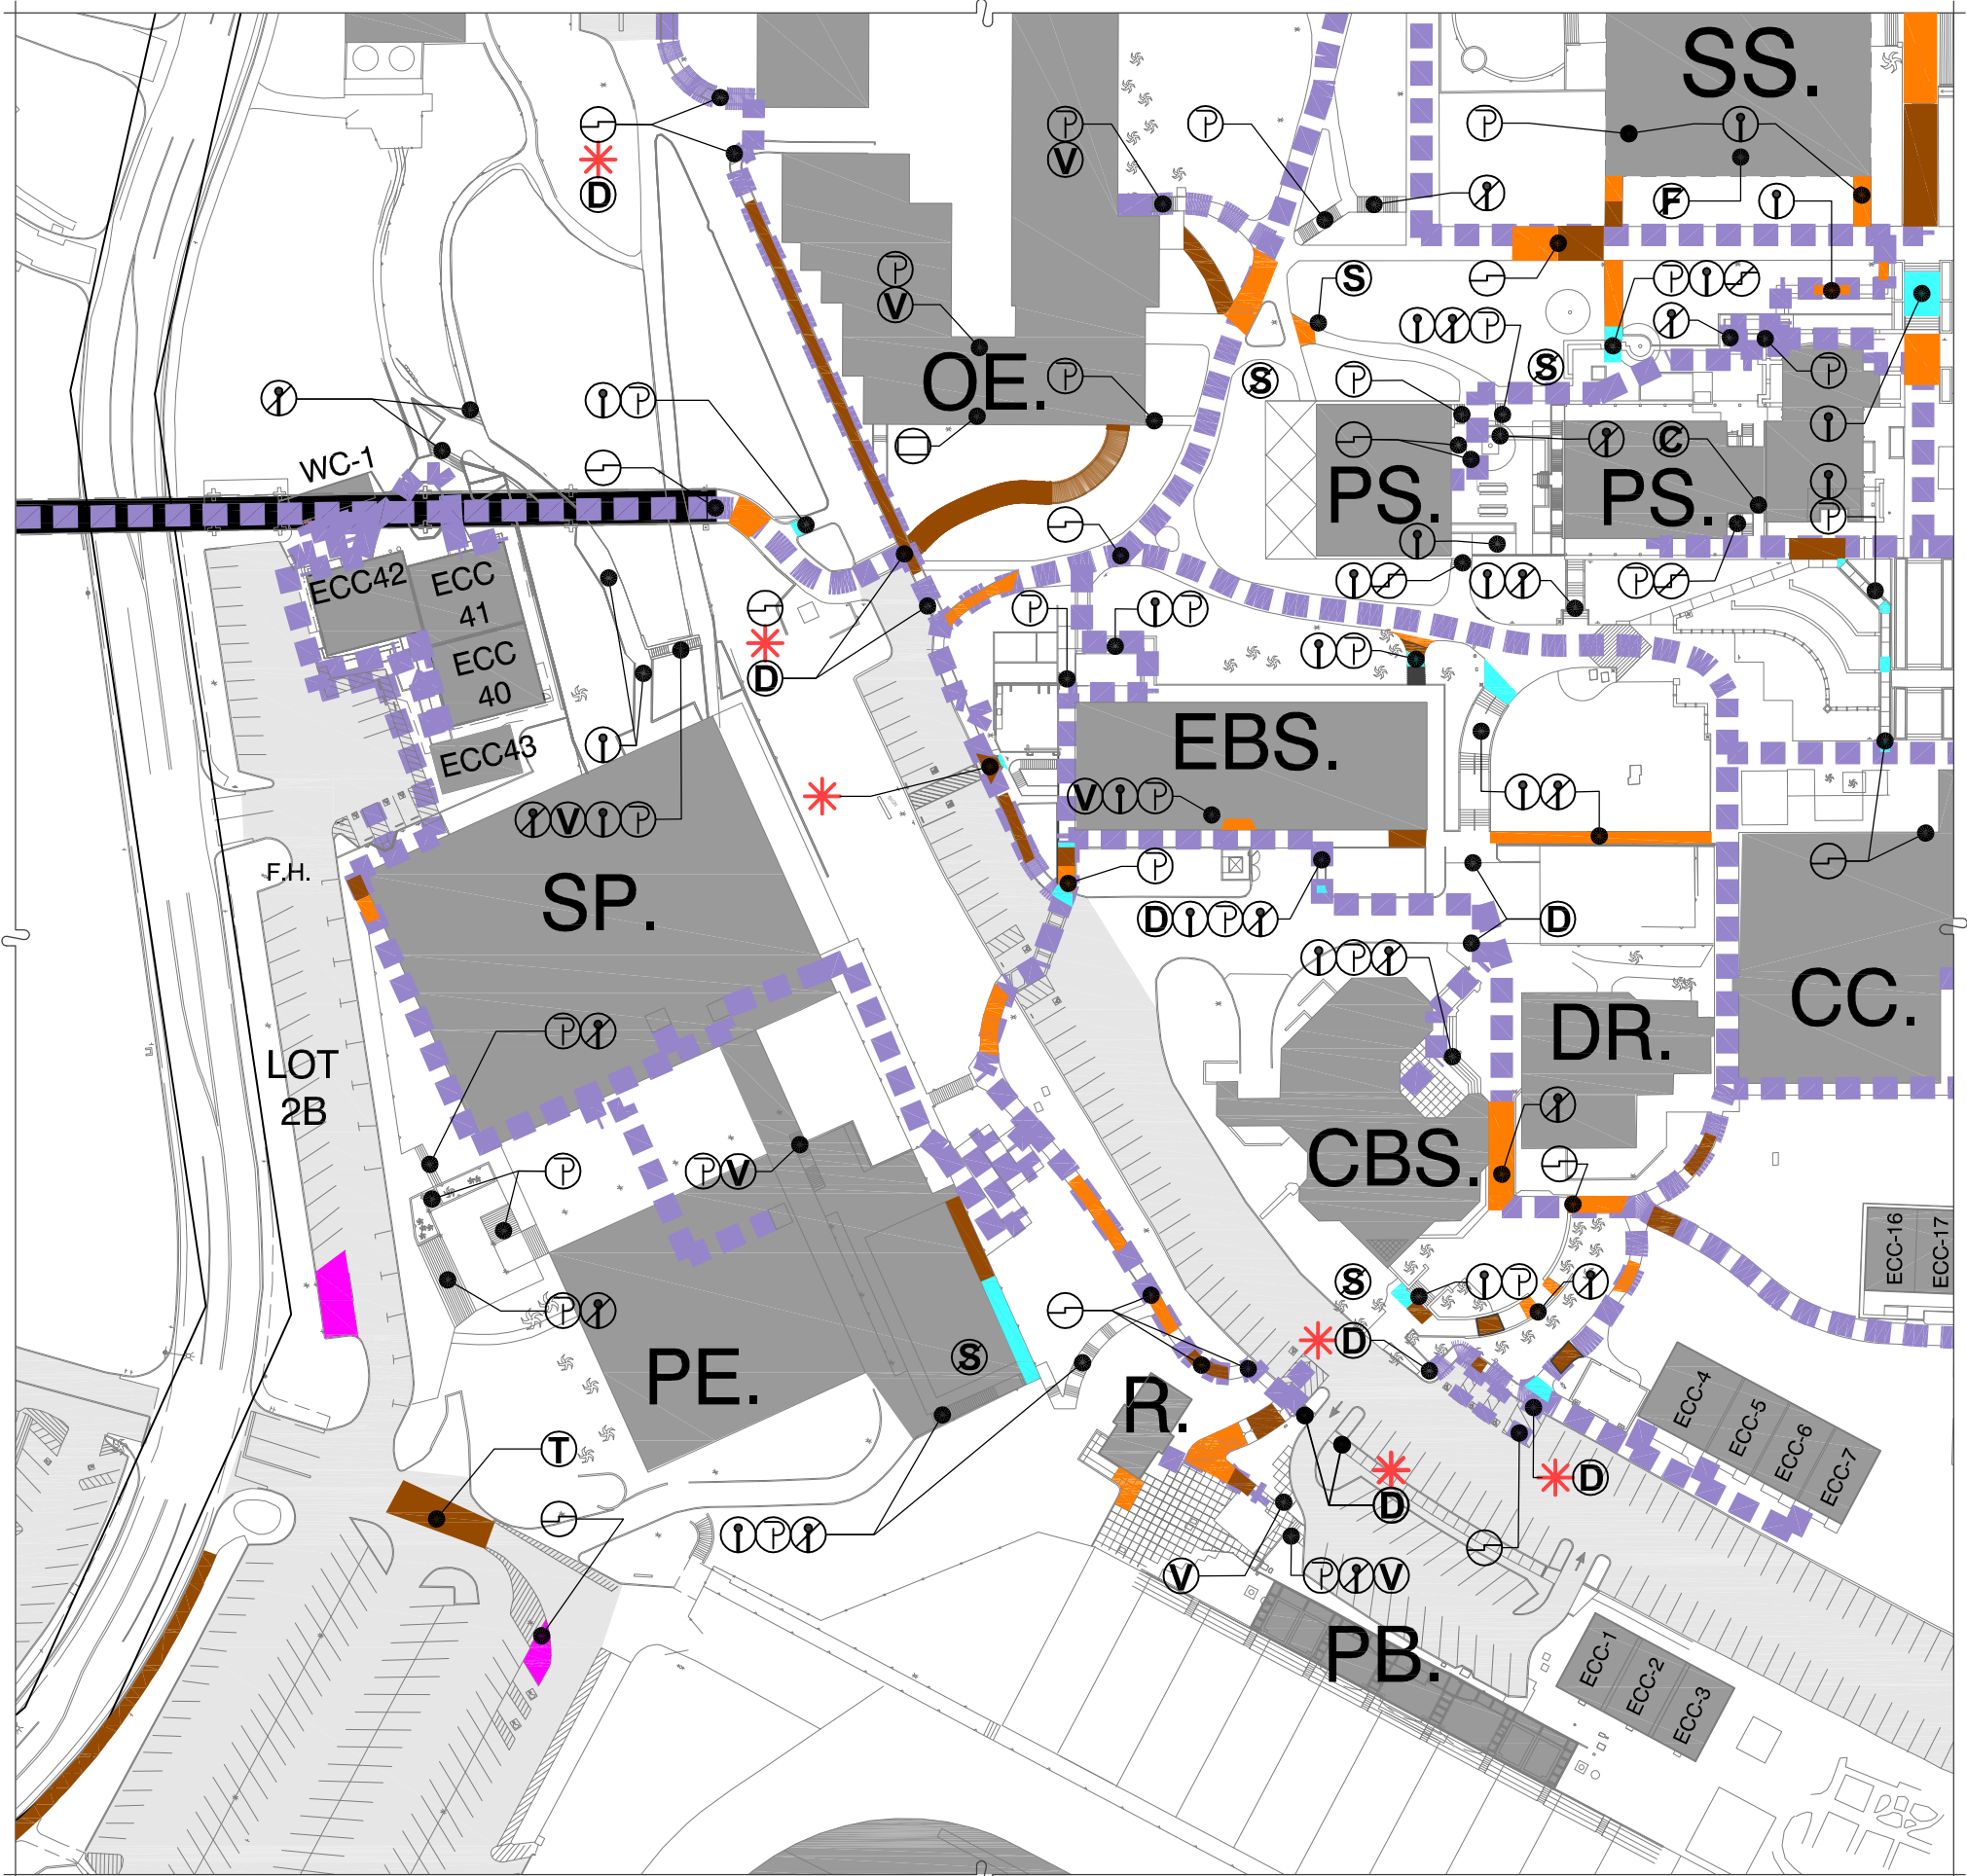 SS.
P
P
P
V
D
P
F
V
P
S
P
P
S
S
P
P
OE.
P
P
C
WC-1
PS.
PS.
P
ECC42
ECC
41
P
P
P
ECC
40
P
D
EBS.
ECC43
V
P
V
P
F.H.
P
SP.
D
P
D
P
CC.
P
DR.
LOT
2B
CBS.
P
P
V
ECC-16
ECC-17
S
P
P
D
S
PE.
R.
ECC-4
ECC-5
ECC-6
ECC-7
T
D
D
P
V
P
V
PB.
ECC-1
ECC-2
ECC-3